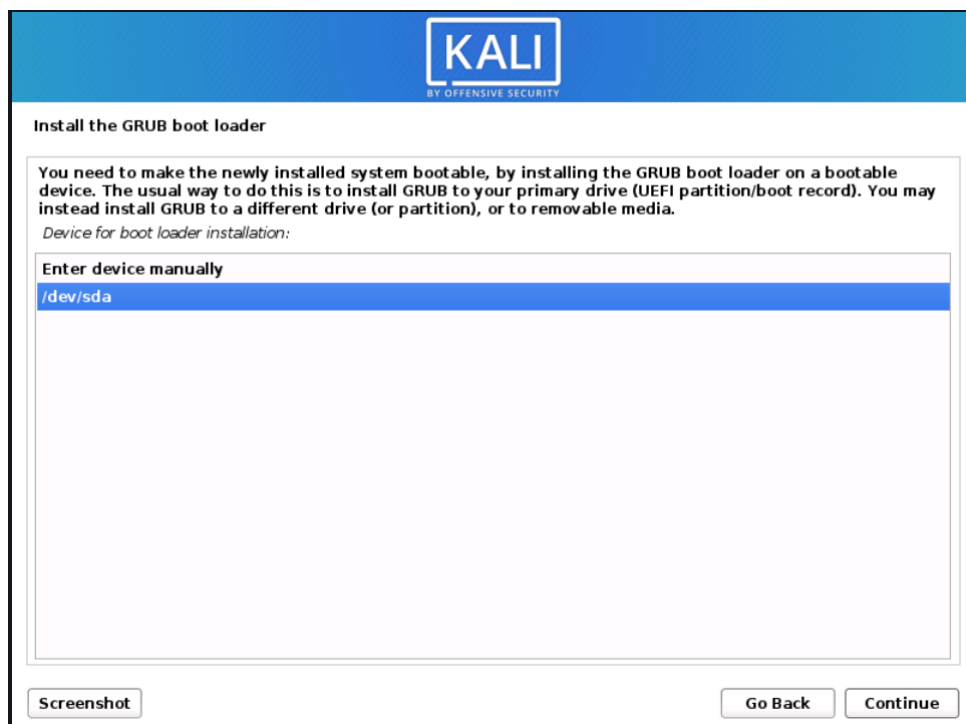 KALI
BY OFFENSIVE SECURITY
Install the GRUB boot loader
You need to make the newly installed system bootable, by installing the GRUB boot loader on a bootable
device. The usual way to do this is to install GRUB to your primary drive (UEFI partition/boot record). You may
instead install GRUB to a different drive (or partition), or to removable media.
Device for boot loader installation:
Enter device manually
/dev/sda
Screenshot Go Back Continue